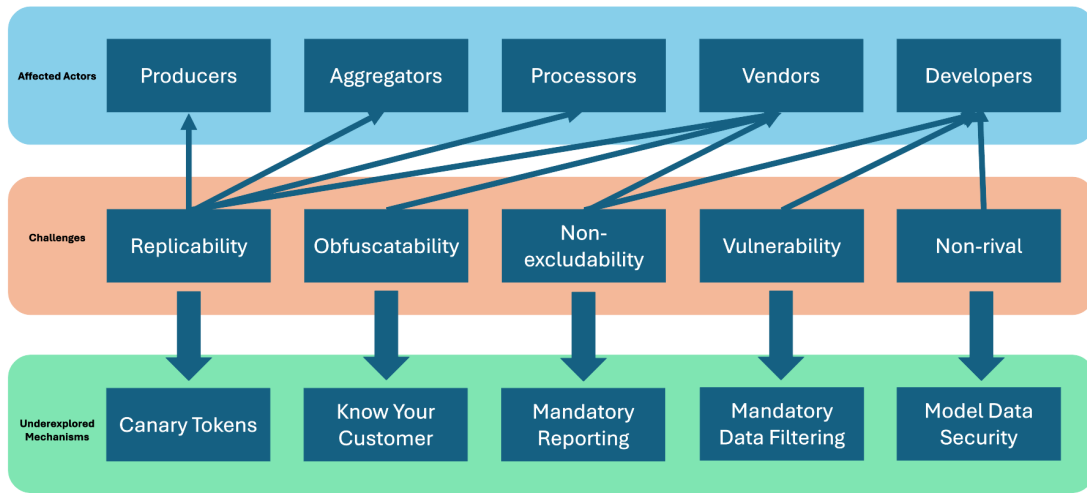 Affected Actors
Producers
Aggregators
Processors
Vendors
Developers
Challenges
Replicability
Obfuscatability
Non-
excludability
Vulnerability
Non-rival
Underexplored
Mechanisms
Canary Tokens
Know Your
Customer
Mandatory
Reporting
Mandatory
Data Filtering
Model Data
Security